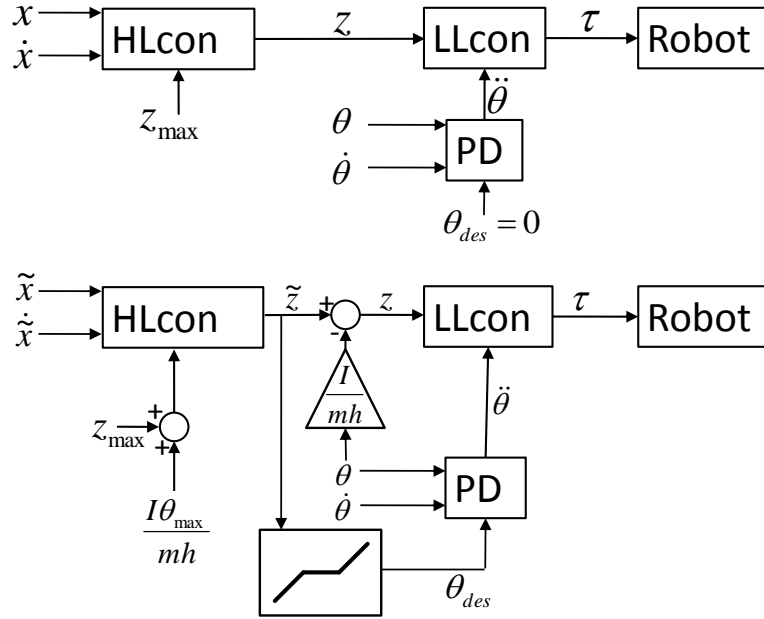 x
ẋ
HLcon
z
LLcon
τ
Robot
z_max
θ̈
θ
θ̇
PD
θ_des = 0
x̃
x̃̇
HLcon
z̃
+
-
z
LLcon
τ
Robot
I
mh
θ̈
z_max
+
+
θ
θ̇
PD
Iθ_max
mh
θ_des